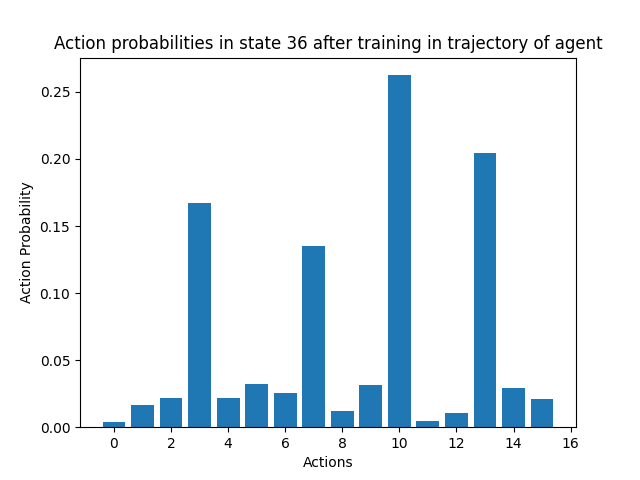 Action probabilities in state 36 after training in trajectory of agent
0.25
0.20
0.15
0.10
0.05
0.00
Action Probability
0 2 4 6 8 10 12 14 16
Actions